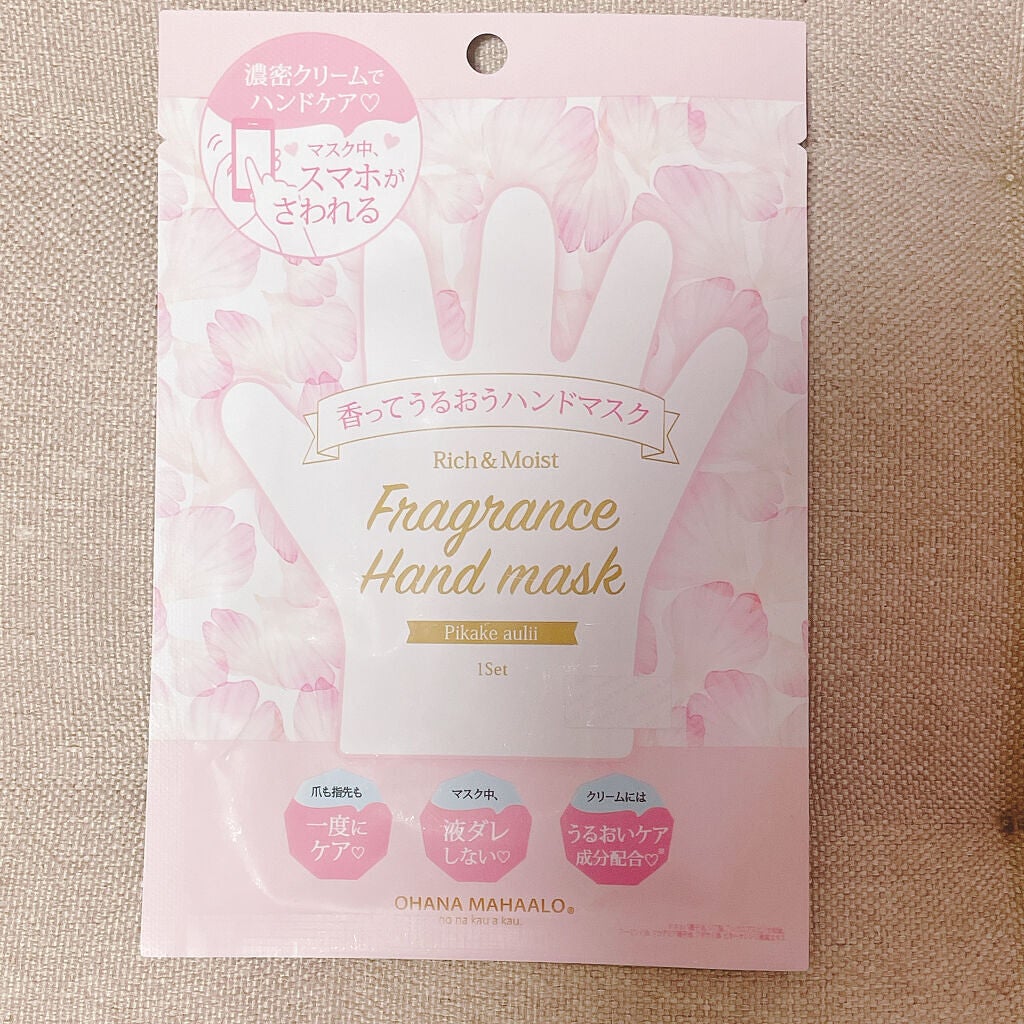 濃密クリームで
ハンドケア♡
マスク中、
スマホが
さわれる
香ってうるおうハンドマスク
Rich & Moist
Fragrance
Hand mask
Pikake aulii
1Set
爪も指先も
一度に
ケア♡
マスク中、
液ダレ
しない♡
クリームには
うるおいケア
成分配合♡※
OHANA MAHAALO®
no na kau a kau.